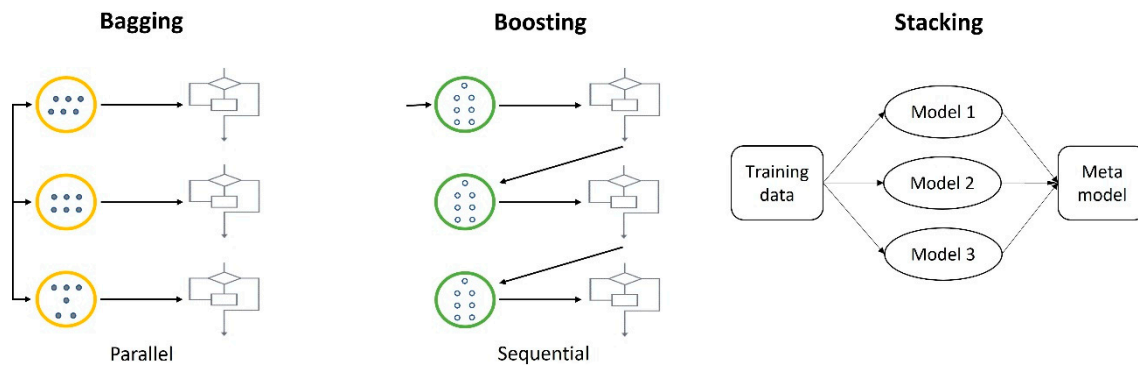 Bagging
Boosting
Stacking
Training
data
Model 1
Model 2
Model 3
Meta
model
Parallel
Sequential